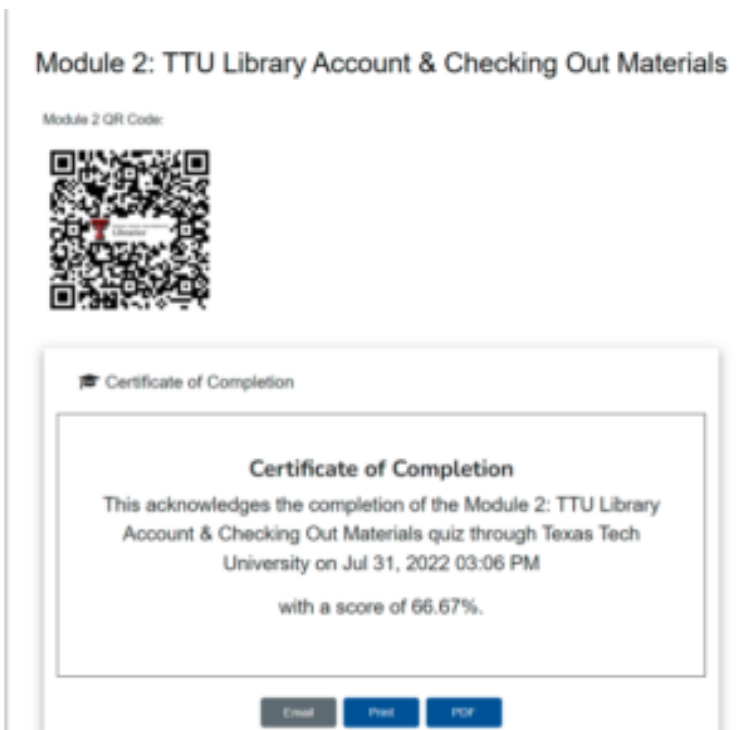 Module 2: TTU Library Account & Checking Out Materials
Module 2 QR Code:
Certificate of Completion
Certificate of Completion
This acknowledges the completion of the Module 2: TTU Library
Account & Checking Out Materials quiz through Texas Tech
University on Jul 31, 2022 03:06 PM
with a score of 66.67%.
Email Print PDF